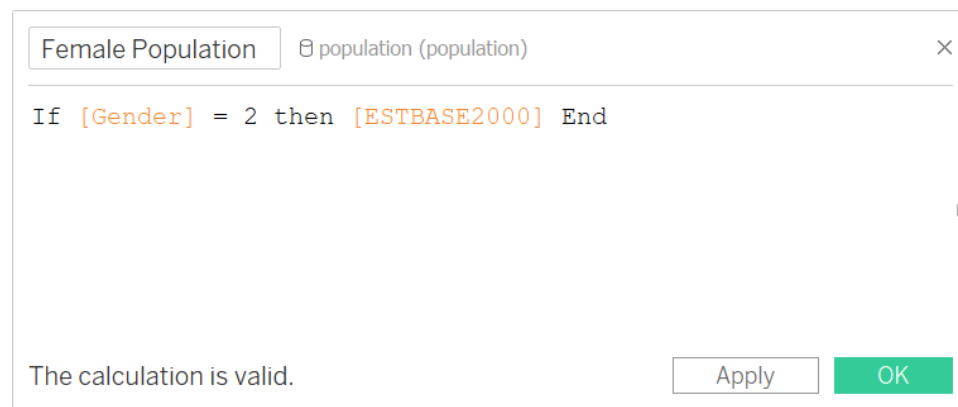 Female Population population (population)
If [Gender] = 2 then [ESTBASE2000] End
The calculation is valid. Apply OK